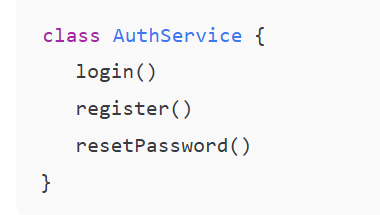 class AuthService {
login()
register()
resetPassword()
}